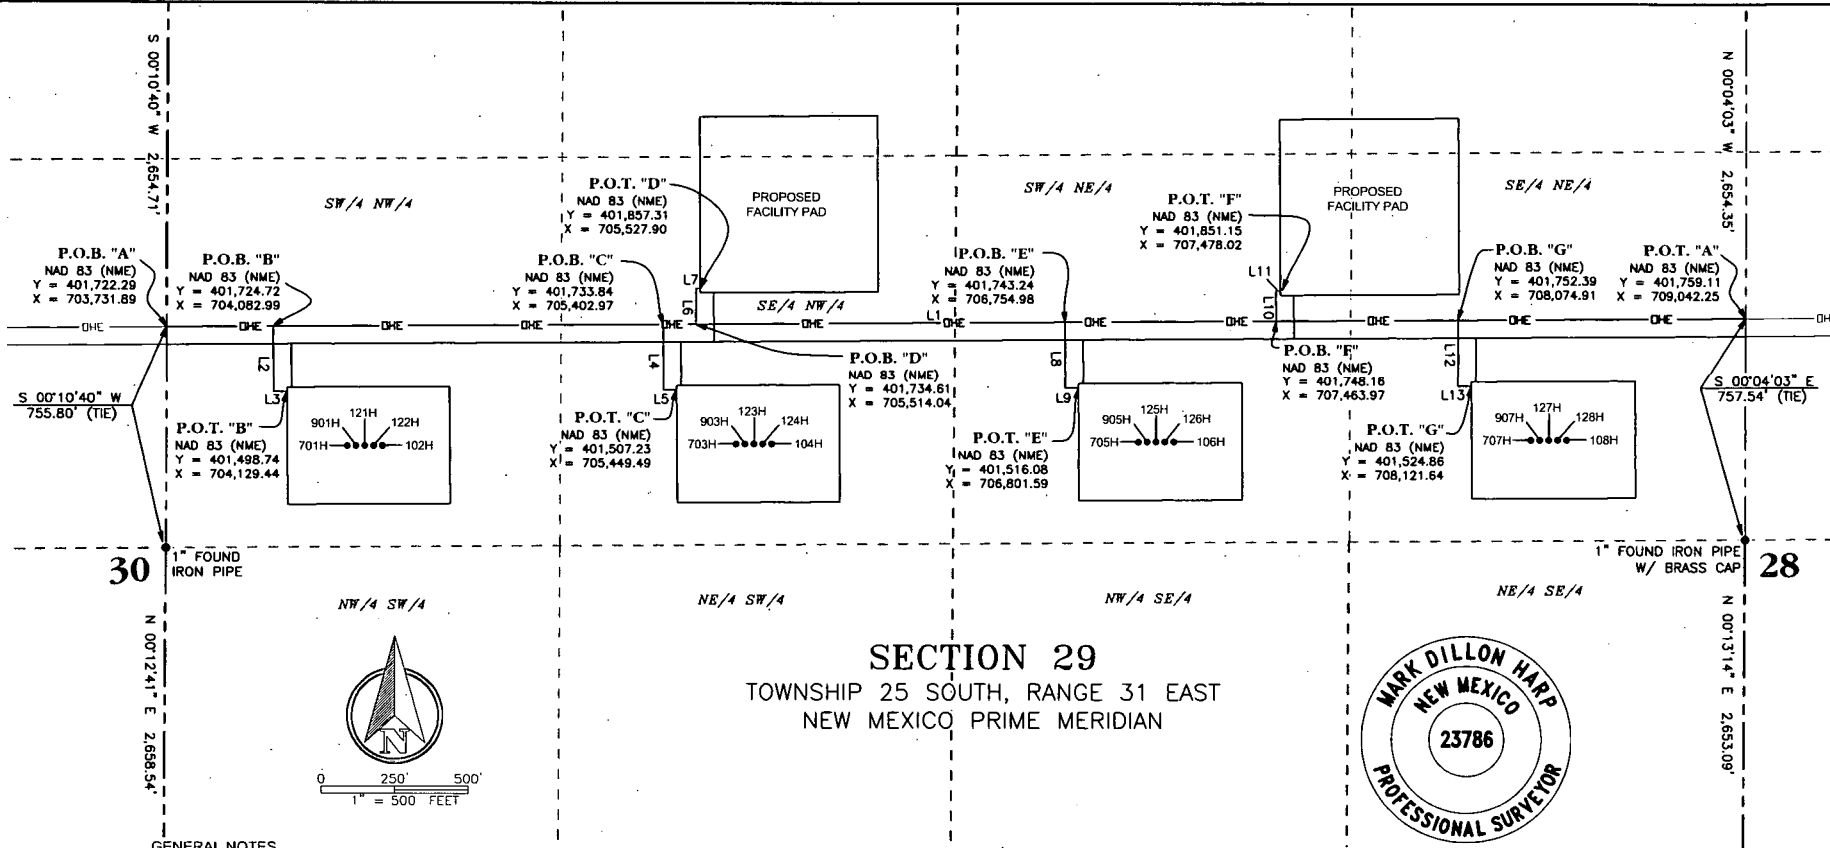 S 00°10'40" W 2,654.71'
N 00°04'03" W 2,654.35'
SW/4 NW/4
P.O.T. "D"
NAD 83 (NME)
Y = 401,857.31
X = 705,527.90
PROPOSED
FACILITY PAD
SW/4 NE/4
P.O.T. "F"
NAD 83 (NME)
Y = 401,851.15
X = 707,478.02
PROPOSED
FACILITY PAD
SE/4 NE/4
P.O.B. "A"
NAD 83 (NME)
Y = 401,722.29
X = 703,731.89
P.O.B. "B"
NAD 83 (NME)
Y = 401,724.72
X = 704,082.99
P.O.B. "C"
NAD 83 (NME)
Y = 401,733.84
X = 705,402.97
L7
L6
SE/4 NW/4
P.O.B. "E"
NAD 83 (NME)
Y = 401,743.24
X = 706,754.98
L11
L10
P.O.B. "G"
NAD 83 (NME)
Y = 401,752.39
X = 708,074.91
P.O.T. "A"
NAD 83 (NME)
Y = 401,759.11
X = 709,042.25
OHE OHE OHE OHE OHE OHE L1 OHE OHE OHE OHE OHE OHE OH
L2
L3
L4
L5
P.O.B. "D"
NAD 83 (NME)
Y = 401,734.61
X = 705,514.04
L8
L9
P.O.B. "F"
NAD 83 (NME)
Y = 401,748.16
X = 707,463.97
L12
L13
S 00°10'40" W
755.80' (TIE)
S 00°04'03" E
757.54' (TIE)
P.O.T. "B"
NAD 83 (NME)
Y = 401,498.74
X = 704,129.44
901H 121H 122H
701H 102H
P.O.T. "C"
NAD 83 (NME)
Y = 401,507.23
X = 705,449.49
903H 123H 124H
703H 104H
P.O.T. "E"
NAD 83 (NME)
Y = 401,516.08
X = 706,801.59
905H 125H 126H
705H 106H
P.O.T. "G"
NAD 83 (NME)
Y = 401,524.86
X = 708,121.64
907H 127H 128H
707H 108H
30
1" FOUND
IRON PIPE
1" FOUND IRON PIPE
W/ BRASS CAP
28
NW/4 SW/4
NE/4 SW/4
NW/4 SE/4
NE/4 SE/4
N 00°12'41" E 2,658.54'
N 00°13'14" E 2,653.09'
SECTION 29
TOWNSHIP 25 SOUTH, RANGE 31 EAST
NEW MEXICO PRIME MERIDIAN
N
0 250' 500'
1" = 500 FEET
MARK DILLON HARP
NEW MEXICO
23786
PROFESSIONAL SURVEYOR
GENERAL NOTES